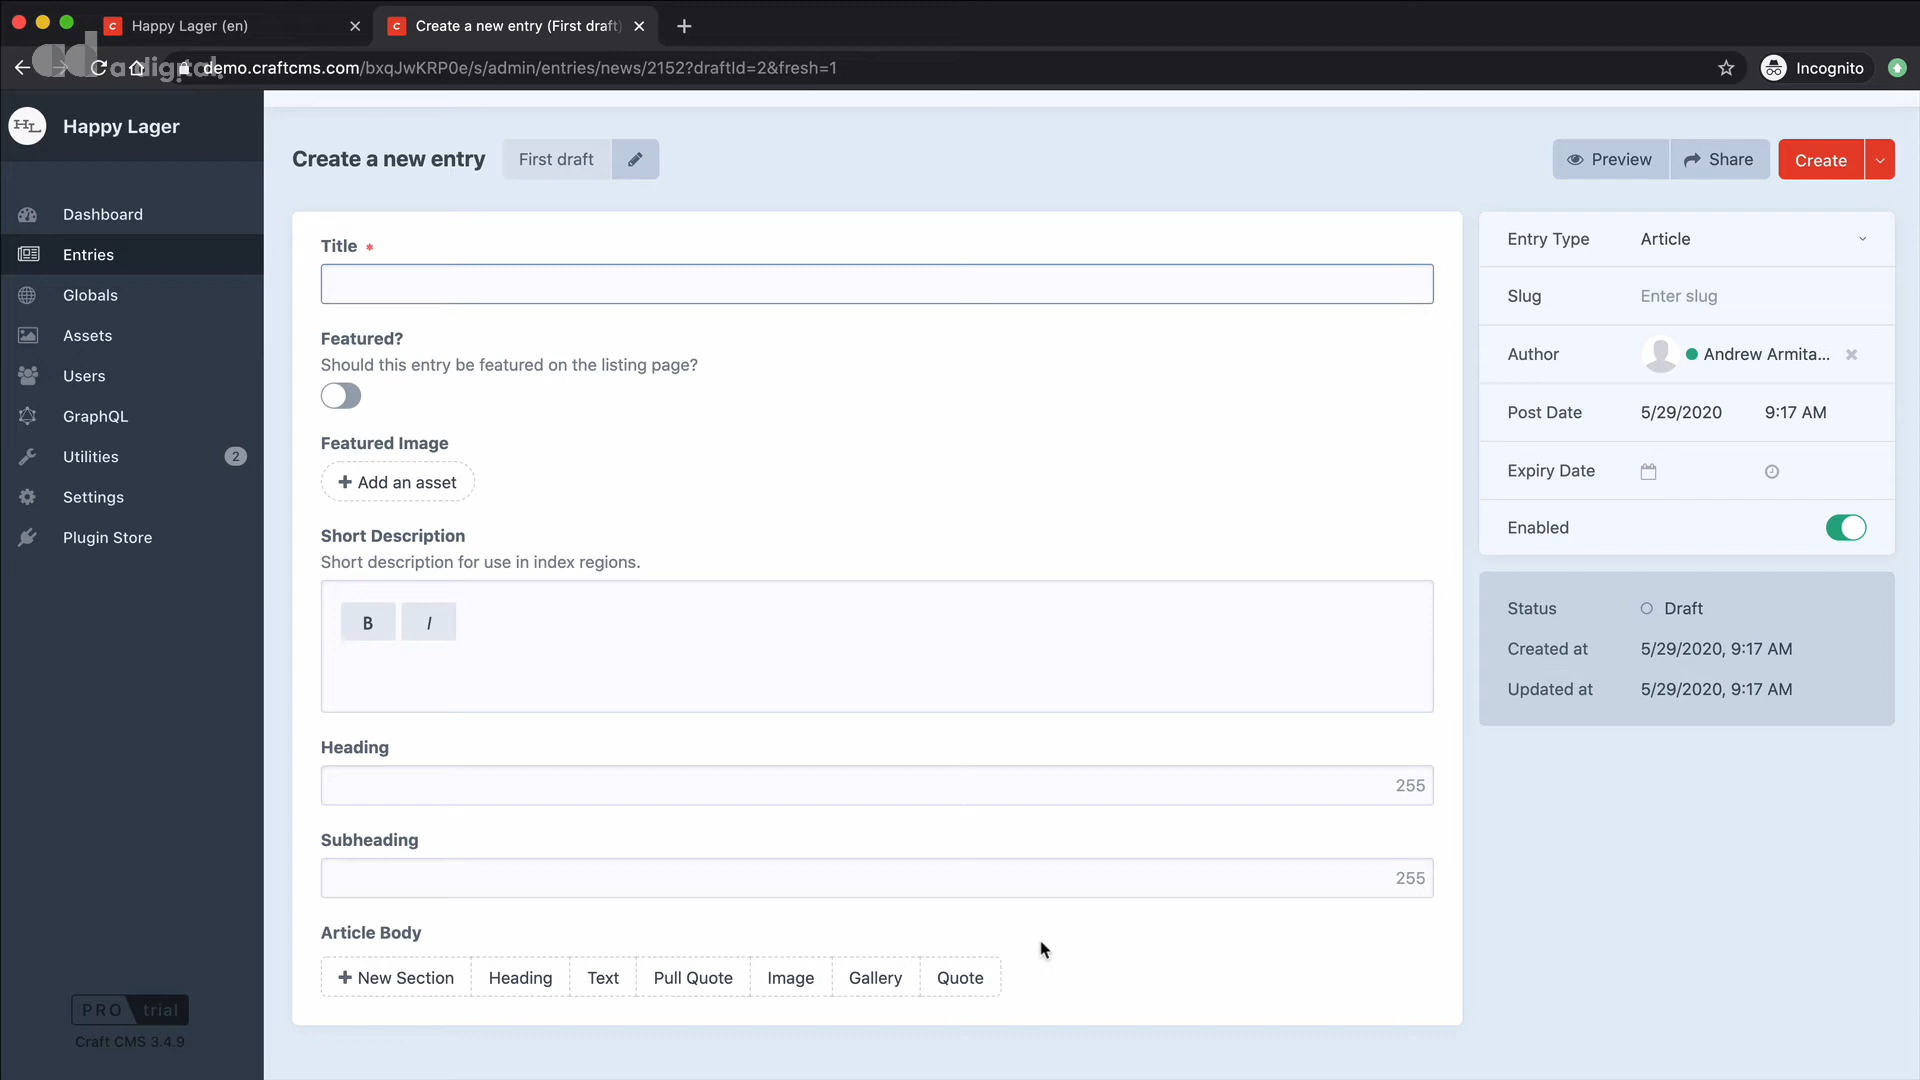 Happy Lager (en)
Create a new entry (First draft)
adigital.
demo.craftcms.com/bxqJwKRP0e/s/admin/entries/news/2152?draftId=2&fresh=1
Incognito
HL
Happy Lager
Dashboard
Entries
Globals
Assets
Users
GraphQL
Utilities
2
Settings
Plugin Store
PRO trial
Craft CMS 3.4.9
Create a new entry
First draft
Preview
Share
Create
Title *
Featured?
Should this entry be featured on the listing page?
Featured Image
+ Add an asset
Short Description
Short description for use in index regions.
B I
Heading
255
Subheading
255
Article Body
+ New Section Heading Text Pull Quote Image Gallery Quote
Entry Type Article
Slug Enter slug
Author Andrew Armita...
Post Date 5/29/2020 9:17 AM
Expiry Date
Enabled
Status Draft
Created at 5/29/2020, 9:17 AM
Updated at 5/29/2020, 9:17 AM